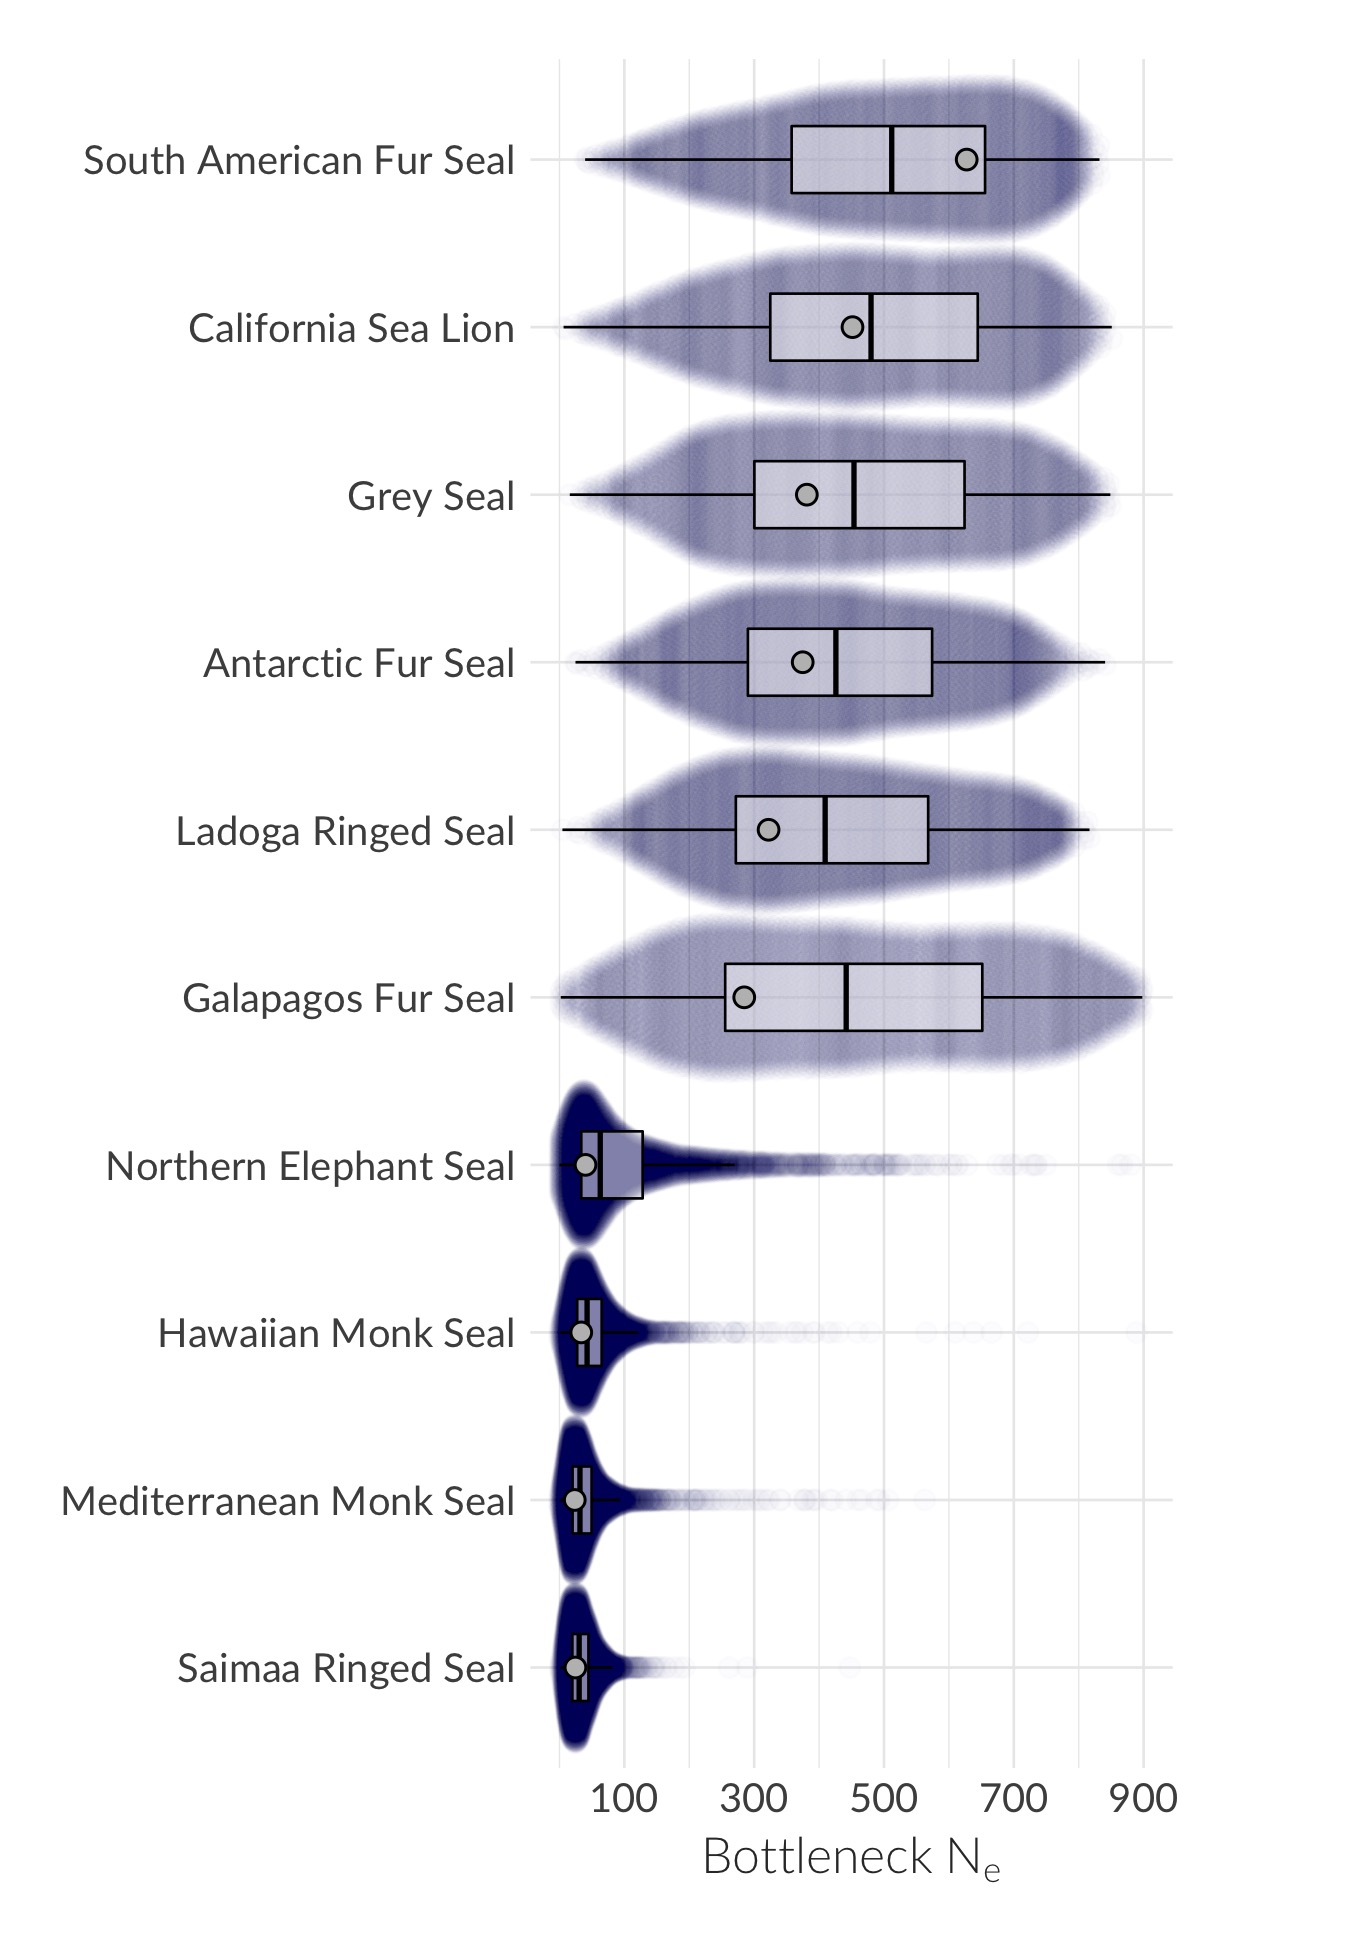 South American Fur Seal
California Sea Lion
Grey Seal
Antarctic Fur Seal
Ladoga Ringed Seal
Galapagos Fur Seal
Northern Elephant Seal
Hawaiian Monk Seal
Mediterranean Monk Seal
Saimaa Ringed Seal
100 300 500 700 900
Bottleneck Ne